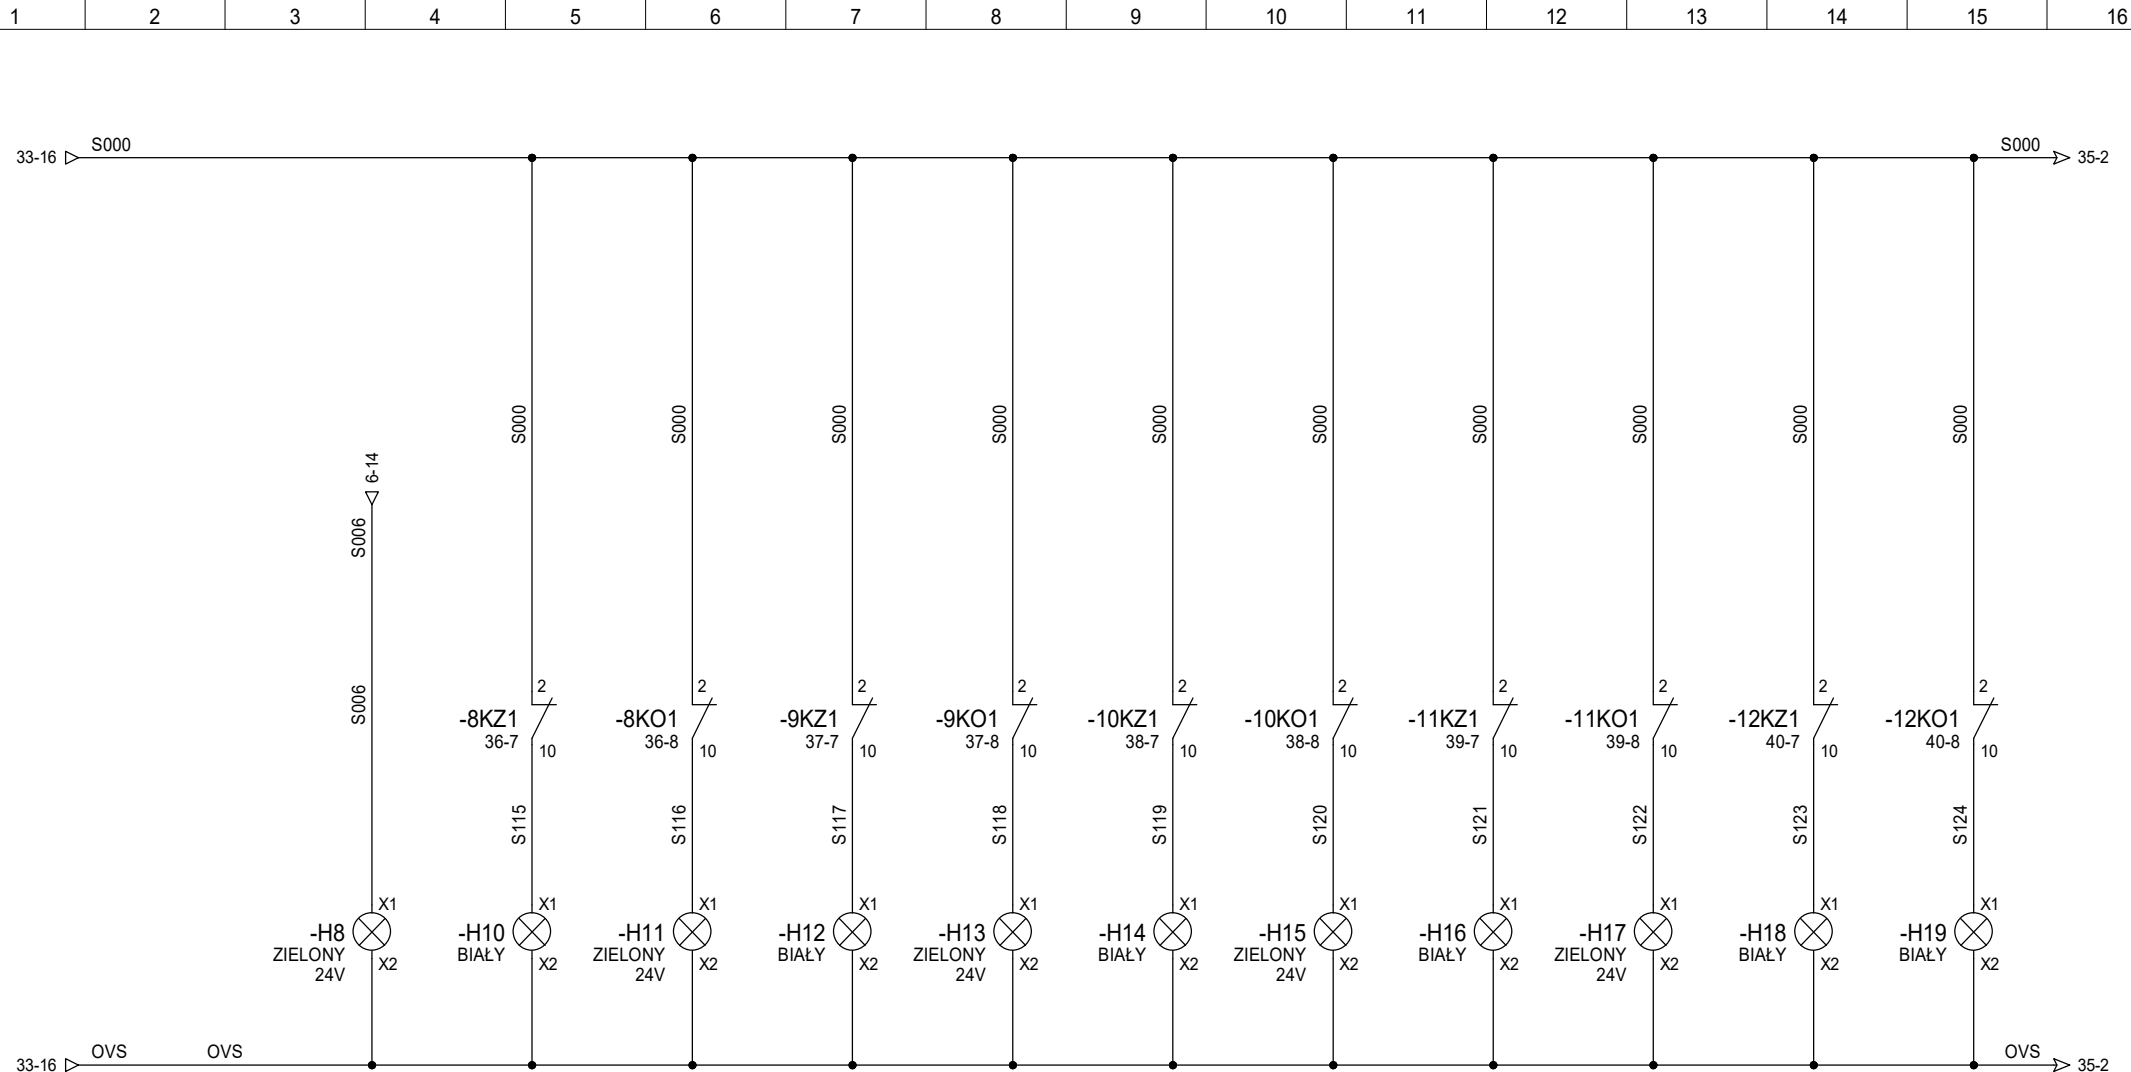 1 2 3 4 5 6 7 8 9 10 11 12 13 14 15 16
33-16 S000 S000 35-2
S000 S000 S000 S000 S000 S000 S000 S000 S000 S000
6-14
S006
S006
2 2 2 2 2 2 2 2 2 2
-8KZ1 -8KO1 -9KZ1 -9KO1 -10KZ1 -10KO1 -11KZ1 -11KO1 -12KZ1 -12KO1
36-7 36-8 37-7 37-8 38-7 38-8 39-7 39-8 40-7 40-8
10 10 10 10 10 10 10 10 10 10
S115 S116 S117 S118 S119 S120 S121 S122 S123 S124
X1 X1 X1 X1 X1 X1 X1 X1 X1 X1 X1
-H8 -H10 -H11 -H12 -H13 -H14 -H15 -H16 -H17 -H18 -H19
ZIELONY BIAŁY ZIELONY BIAŁY ZIELONY BIAŁY ZIELONY BIAŁY ZIELONY BIAŁY BIAŁY
X2 X2 X2 X2 X2 X2 X2 X2 X2 X2 X2
24V 24V 24V 24V 24V
33-16 OVS OVS OVS 35-2